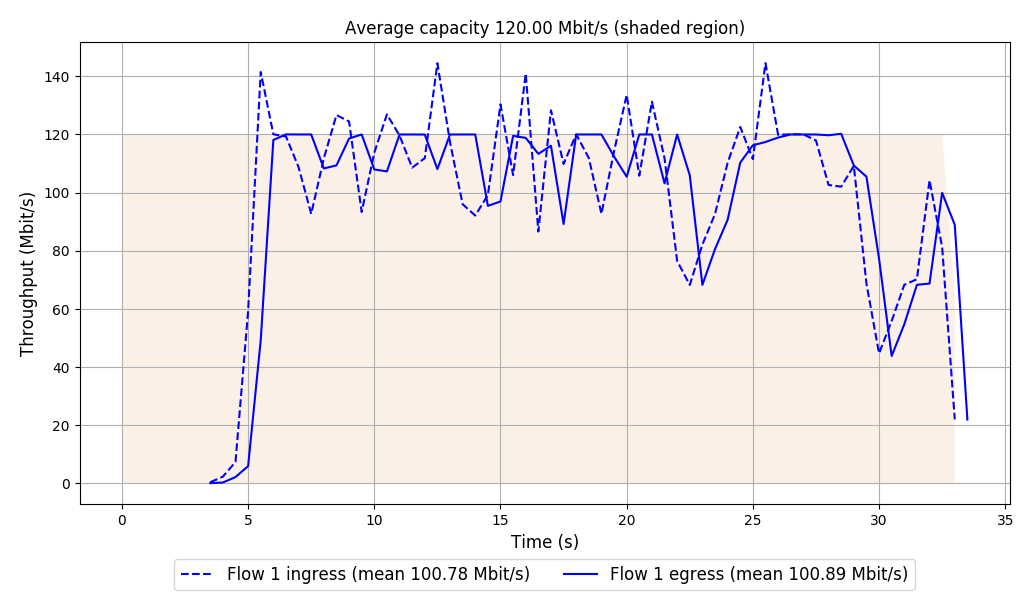 Average capacity 120.00 Mbit/s (shaded region)
Throughput (Mbit/s)
140
120
100
80
60
40
20
0
0 5 10 15 20 25 30 35
Time (s)
Flow 1 ingress (mean 100.78 Mbit/s) Flow 1 egress (mean 100.89 Mbit/s)